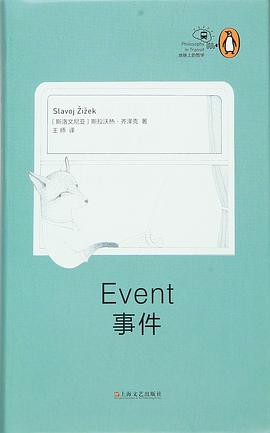 Philosophy
in Transit
地铁上的哲学
Slavoj Žižek
［斯洛文尼亚］斯拉沃热·齐泽克 著
王师 译
Event
事件
上海文艺出版社